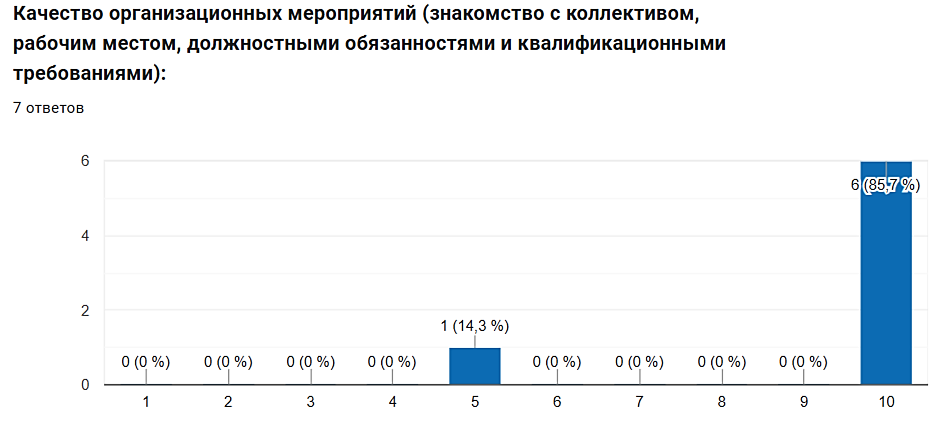 Качество организационных мероприятий (знакомство с коллективом,
рабочим местом, должностными обязанностями и квалификационными
требованиями):
7 ответов
6
4
2
0
0 (0 %)
0 (0 %)
0 (0 %)
0 (0 %)
1 (14,3 %)
0 (0 %)
0 (0 %)
0 (0 %)
0 (0 %)
6 (85,7 %)
1 2 3 4 5 6 7 8 9 10